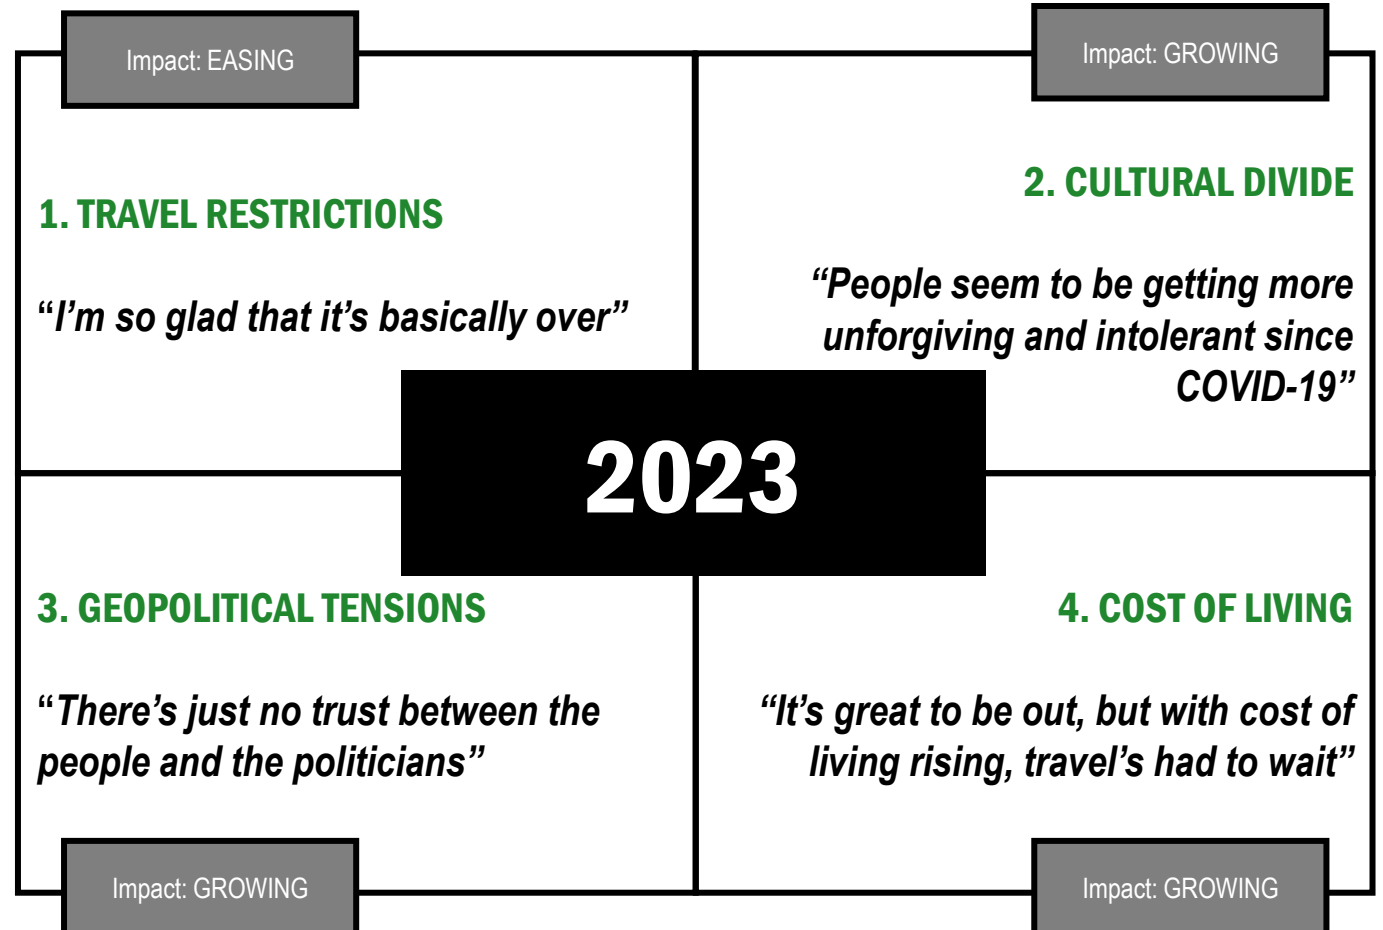 Impact: EASING
1. TRAVEL RESTRICTIONS
“I’m so glad that it’s basically over”
Impact: GROWING
2. CULTURAL DIVIDE
“People seem to be getting more
unforgiving and intolerant since
COVID-19”
2023
3. GEOPOLITICAL TENSIONS
“There’s just no trust between the
people and the politicians”
Impact: GROWING
4. COST OF LIVING
“It’s great to be out, but with cost of
living rising, travel’s had to wait”
Impact: GROWING